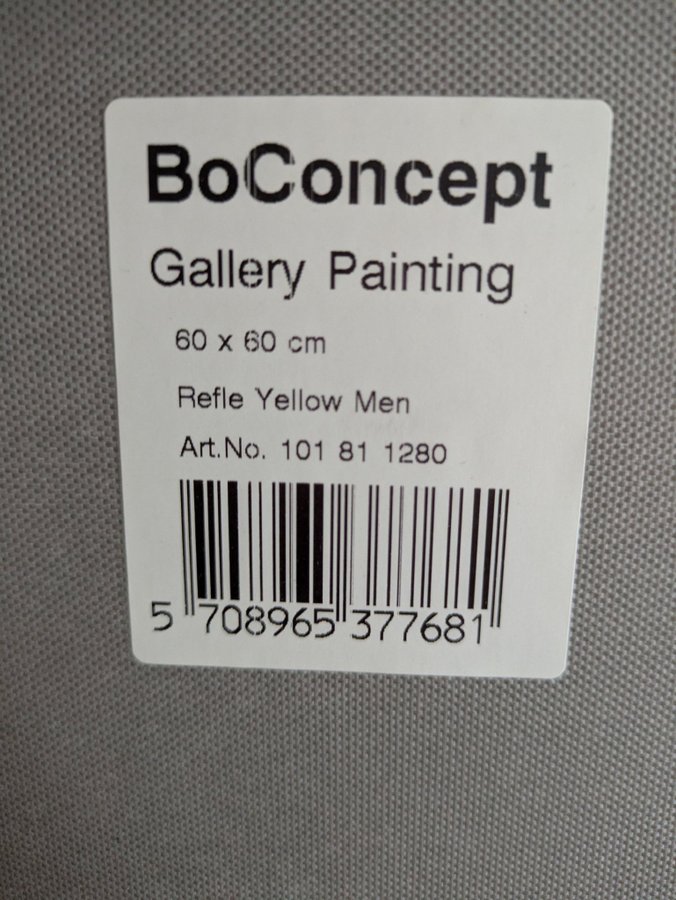 BoConcept
Gallery Painting
60 x 60 cm
Refle Yellow Men
Art.No. 101 81 1280
5 708965 377681